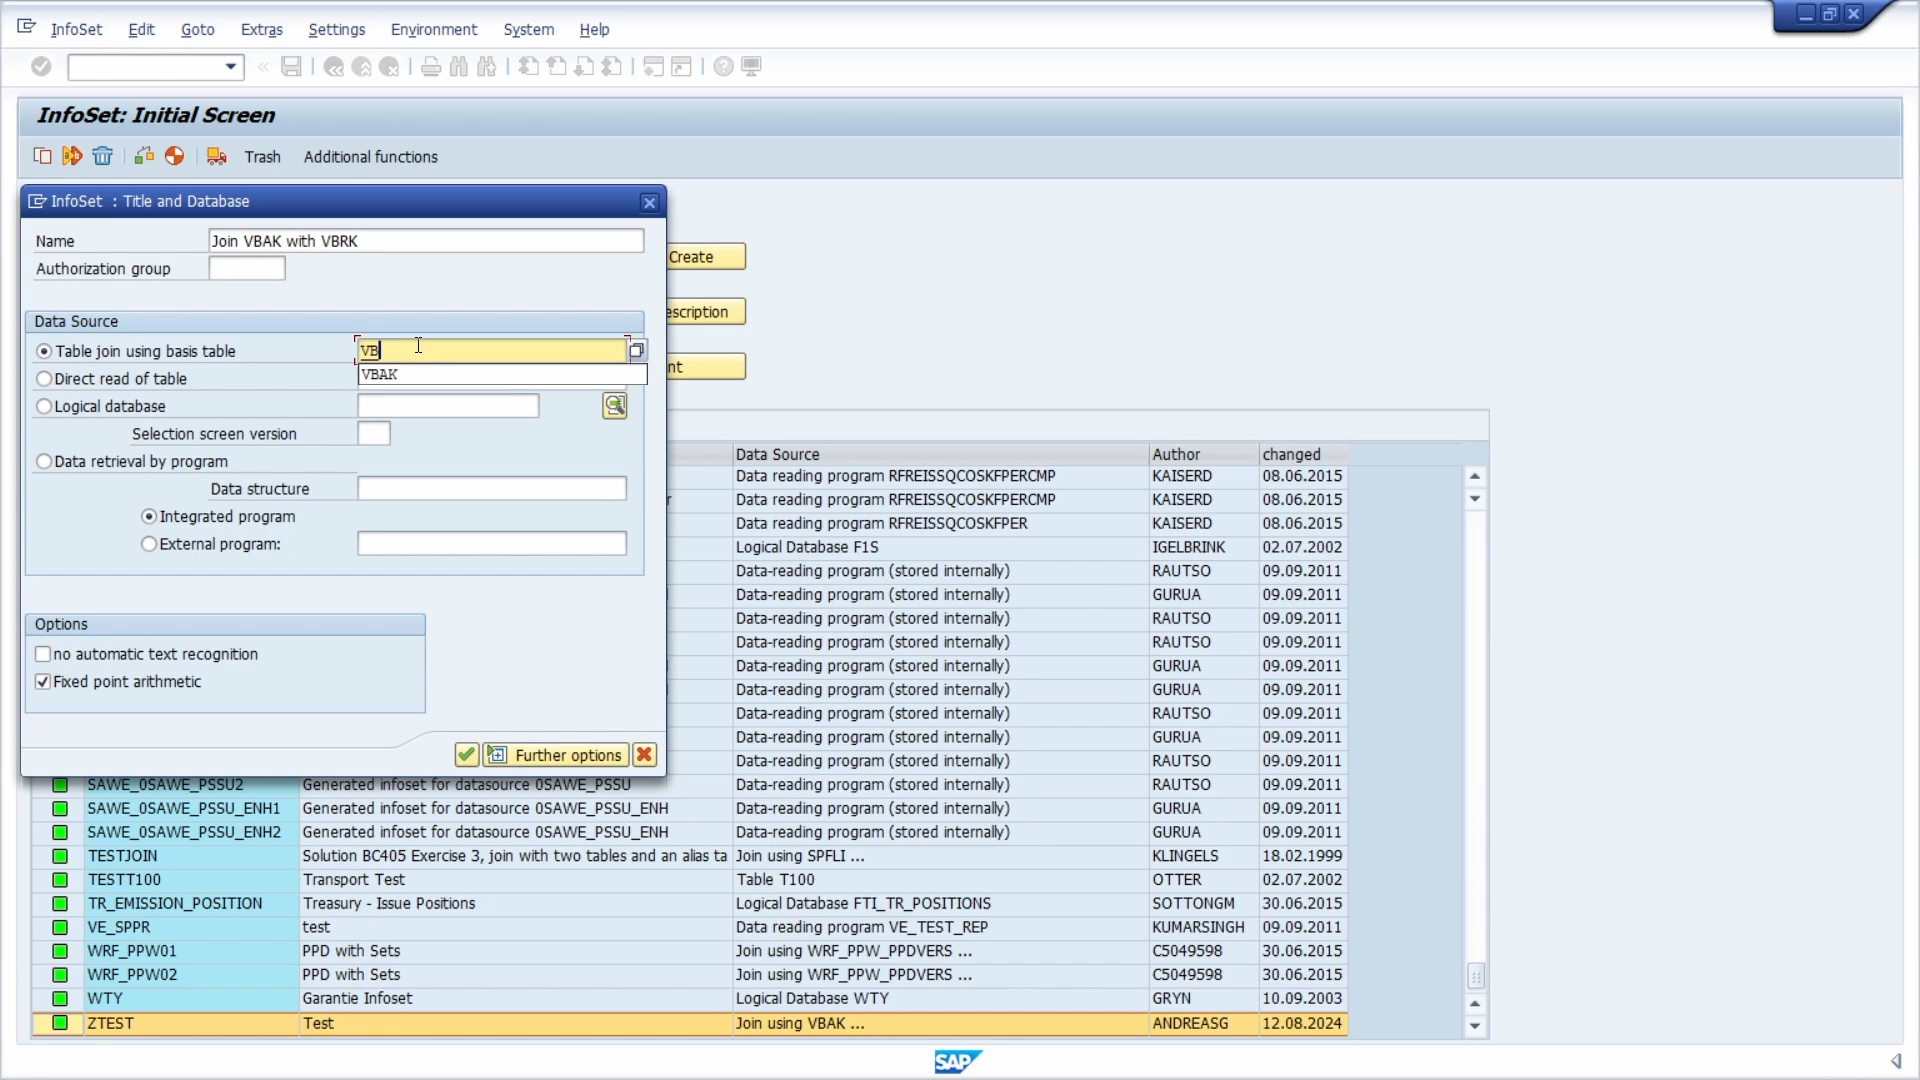 InfoSet Edit Goto Extras Settings Environment System Help
InfoSet: Initial Screen
Trash Additional functions
InfoSet : Title and Database
Name Join VBAK with VBRK
Authorization group
Create
escription
nt
Data Source
Table join using basis table VB
VBAK
Direct read of table
Logical database
Selection screen version
Data retrieval by program
Data structure
Integrated program
External program:
Options
no automatic text recognition
Fixed point arithmetic
Further options
Data Source Author changed
Data reading program RFREISSQCOSKFPERCMP KAISERD 08.06.2015
r Data reading program RFREISSQCOSKFPERCMP KAISERD 08.06.2015
Data reading program RFREISSQCOSKFPER KAISERD 08.06.2015
Logical Database F1S IGELBRINK 02.07.2002
Data-reading program (stored internally) RAUTSO 09.09.2011
Data-reading program (stored internally) GURUA 09.09.2011
Data-reading program (stored internally) RAUTSO 09.09.2011
Data-reading program (stored internally) RAUTSO 09.09.2011
Data-reading program (stored internally) GURUA 09.09.2011
Data-reading program (stored internally) GURUA 09.09.2011
Data-reading program (stored internally) RAUTSO 09.09.2011
Data-reading program (stored internally) GURUA 09.09.2011
Data-reading program (stored internally) RAUTSO 09.09.2011
SAWE_0SAWE_PSSU2 Generated infoset for datasource 0SAWE_PSSU Data-reading program (stored internally) RAUTSO 09.09.2011
SAWE_0SAWE_PSSU_ENH1 Generated infoset for datasource 0SAWE_PSSU_ENH Data-reading program (stored internally) GURUA 09.09.2011
SAWE_0SAWE_PSSU_ENH2 Generated infoset for datasource 0SAWE_PSSU_ENH Data-reading program (stored internally) GURUA 09.09.2011
TESTJOIN Solution BC405 Exercise 3, join with two tables and an alias ta Join using SPFLI ... KLINGELS 18.02.1999
TESTT100 Transport Test Table T100 OTTER 02.07.2002
TR_EMISSION_POSITION Treasury - Issue Positions Logical Database FTI_TR_POSITIONS SOTTONGM 30.06.2015
VE_SPPR test Data reading program VE_TEST_REP KUMARSINGH 09.09.2011
WRF_PPW01 PPD with Sets Join using WRF_PPW_PPDVERS ... C5049598 30.06.2015
WRF_PPW02 PPD with Sets Join using WRF_PPW_PPDVERS ... C5049598 30.06.2015
WTY Garantie Infoset Logical Database WTY GRYN 10.09.2003
ZTEST Test Join using VBAK ... ANDREASG 12.08.2024
SAP